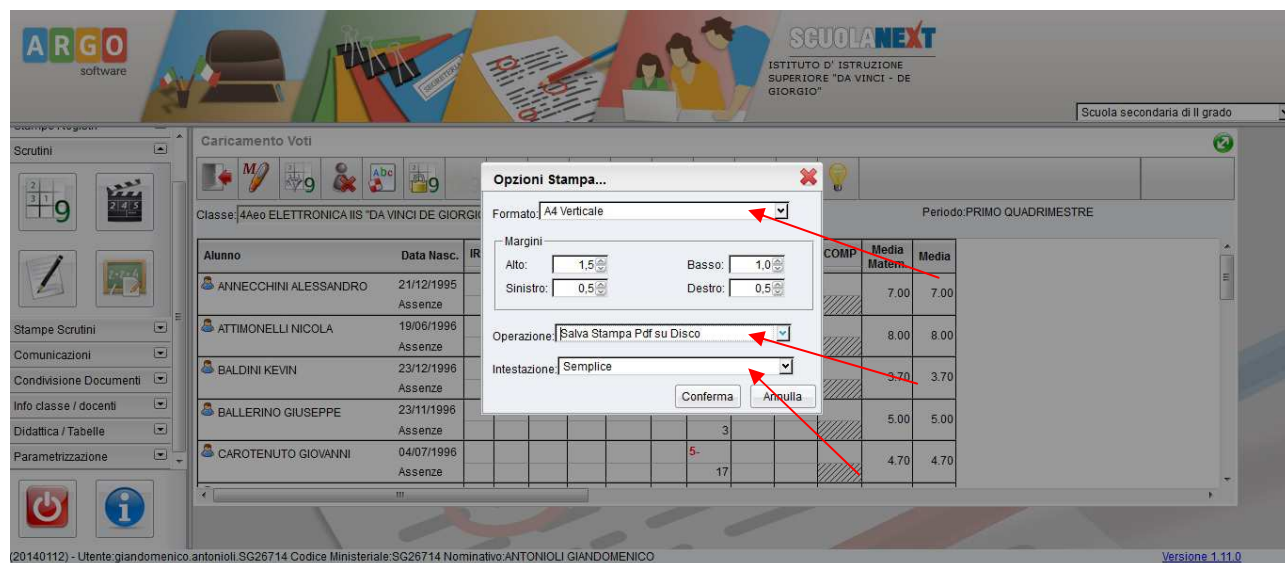 ARGO
software
SCUOLANEXT
ISTITUTO D' ISTRUZIONE
SUPERIORE "DA VINCI - DE
GIORGIO"
Scuola secondaria di II grado
Scrutini
Stampe Scrutini
Comunicazioni
Condivisione Documenti
Info classe / docenti
Didattica / Tabelle
Parametrizzazione
Caricamento Voti
Classe: 4Aeo ELETTRONICA IIS "DA VINCI DE GIORGI
Periodo:PRIMO QUADRIMESTRE
Opzioni Stampa...
Formato: A4 Verticale
Margini
Alto: 1,5 Basso: 1,0
Sinistro: 0,5 Destro: 0,5
Operazione: Salva Stampa Pdf su Disco
Intestazione: Semplice
Conferma Annulla
Alunno Data Nasc. IR COMP Media Matem. Media
ANNECCHINI ALESSANDRO 21/12/1995 7.00 7.00
Assenze
ATTIMONELLI NICOLA 19/06/1996 8.00 8.00
Assenze
BALDINI KEVIN 23/12/1996 3.70 3.70
Assenze
BALLERINO GIUSEPPE 23/11/1996 5.00 5.00
Assenze 3
CAROTENUTO GIOVANNI 04/07/1996 5- 4.70 4.70
Assenze 17
(20140112) - Utente:giandomenico.antonioli.SG26714 Codice Ministeriale:SG26714 Nominativo:ANTONIOLI GIANDOMENICO
Versione 1.11.0